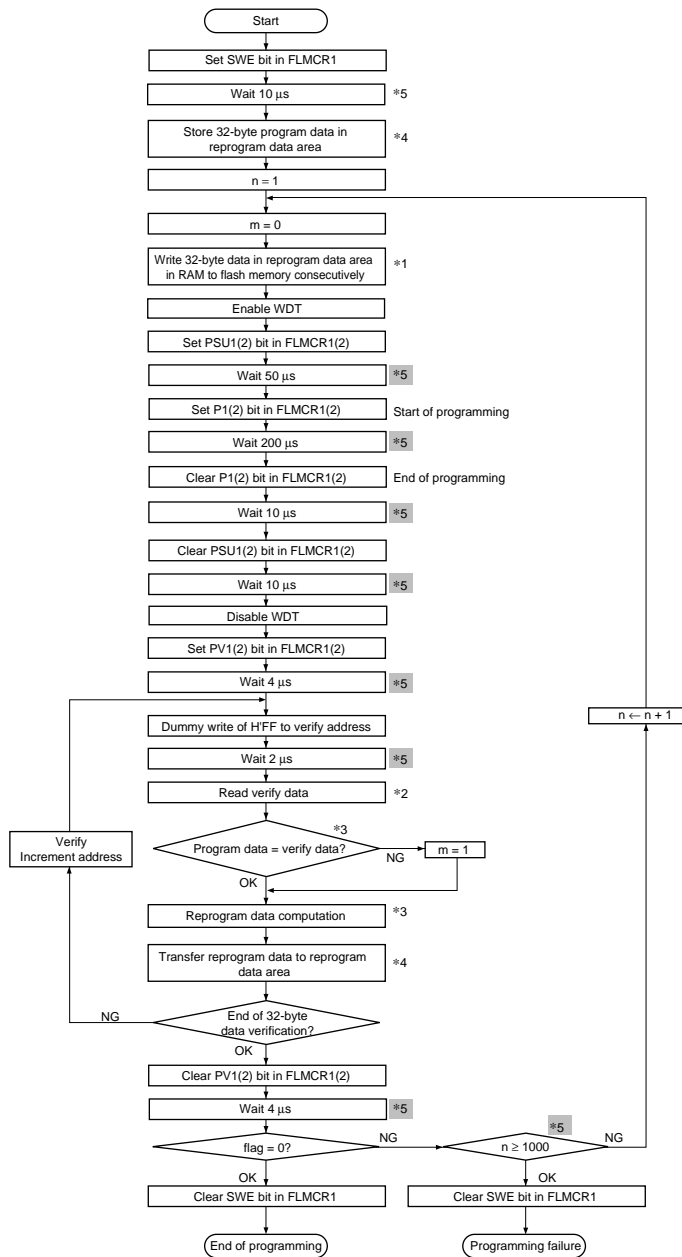 Start
Set SWE bit in FLMCR1
Wait 10 µs
*5
Store 32-byte program data in
reprogram data area
*4
n = 1
m = 0
Write 32-byte data in reprogram data area
in RAM to flash memory consecutively
*1
Enable WDT
Set PSU1(2) bit in FLMCR1(2)
Wait 50 µs
*5
Set P1(2) bit in FLMCR1(2)
Start of programming
Wait 200 µs
*5
Clear P1(2) bit in FLMCR1(2)
End of programming
Wait 10 µs
*5
Clear PSU1(2) bit in FLMCR1(2)
Wait 10 µs
*5
Disable WDT
Set PV1(2) bit in FLMCR1(2)
Wait 4 µs
*5
n ← n + 1
Dummy write of H'FF to verify address
Wait 2 µs
*5
Read verify data
*2
Verify
Increment address
*3
Program data = verify data?
NG
m = 1
OK
Reprogram data computation
*3
Transfer reprogram data to reprogram
data area
*4
NG
End of 32-byte
data verification?
OK
Clear PV1(2) bit in FLMCR1(2)
Wait 4 µs
*5
*5
flag = 0?
NG
n ≥ 1000
NG
OK
OK
Clear SWE bit in FLMCR1
Clear SWE bit in FLMCR1
End of programming
Programming failure